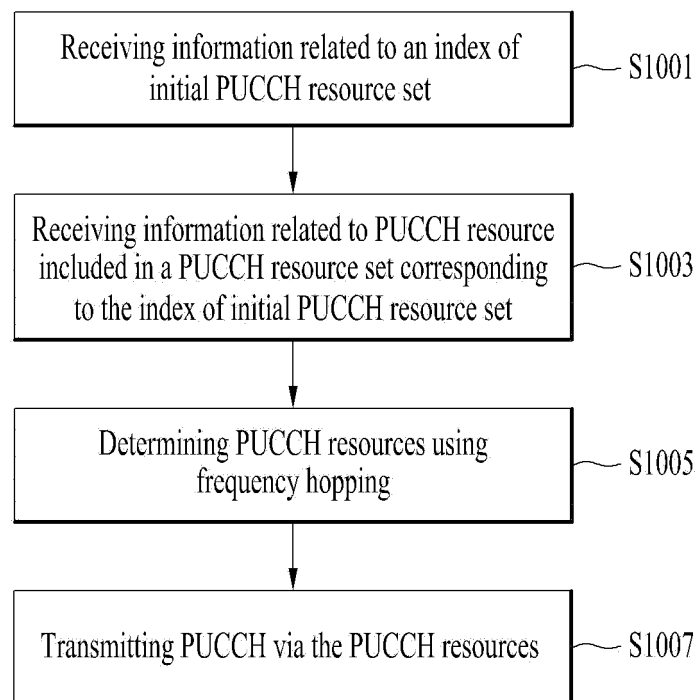 Receiving information related to an index of
initial PUCCH resource set
S1001
Receiving information related to PUCCH resource
included in a PUCCH resource set corresponding
to the index of initial PUCCH resource set
S1003
Determining PUCCH resources using
frequency hopping
S1005
Transmitting PUCCH via the PUCCH resources
S1007